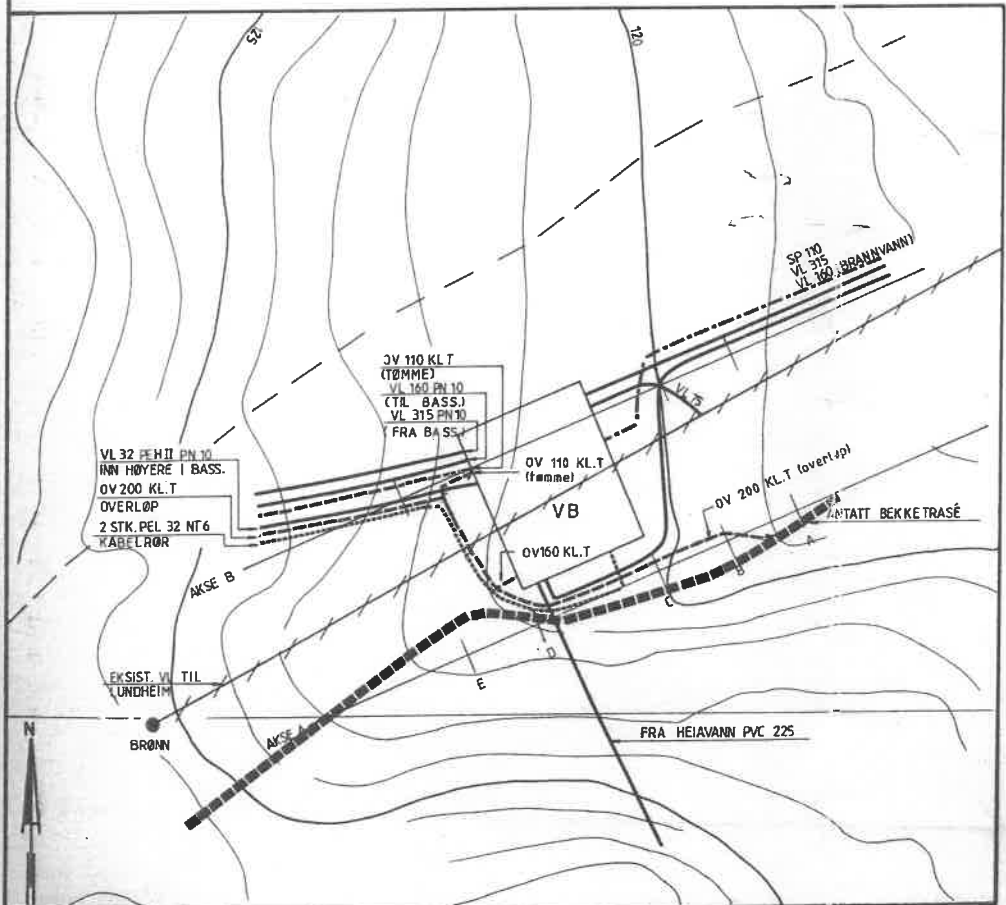 125
120
SP 110
VL 315
VL 160 (BRANNVANN)
OV 110 KL.T
(TØMME)
VL 160 PN 10
(TIL BASS.)
VL 315 PN 10
(FRA BASS.)
VL 75
VL 32 PEH II PN 10
INN HØYERE I BASS.
OV 200 KL.T
OVERLØP
2 STK. PEL 32 NT6
KABELRØR
OV 110 KL.T
(tømme)
VB
OV 200 KL.T (overløp)
OV160 KL.T
ANTATT BEKKETRASÉ
A
B
C
D
E
AKSE B
EKSIST. VL TIL
LUNDHEIM
BRØNN
AKSE A
FRA HEIAVANN PVC 225
N